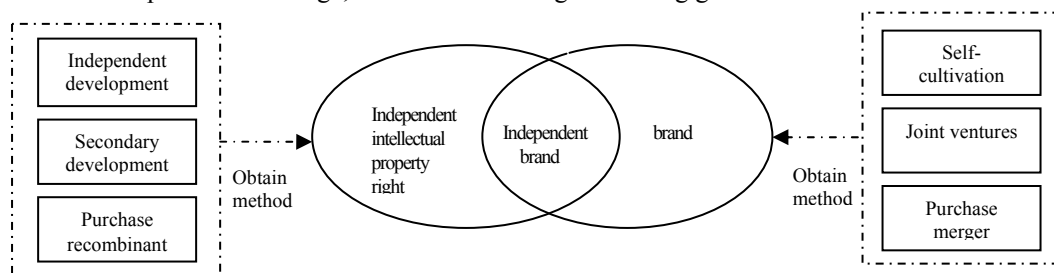 Independent
development
Secondary
development
Purchase
recombinant
Obtain
method
Independent
intellectual
property
right
Independent
brand
brand
Obtain
method
Self-
cultivation
Joint ventures
Purchase
merger